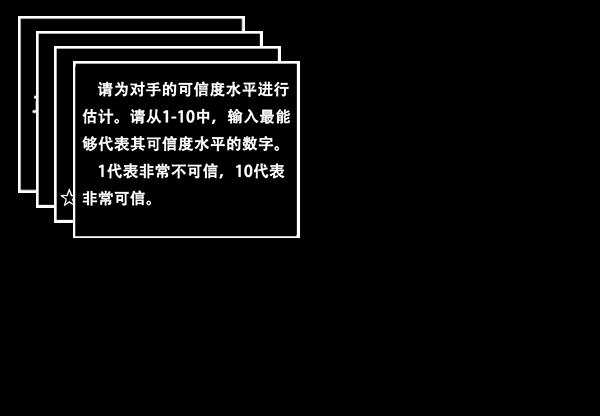 请为对手的可信度水平进行
估计。请从1-10中，输入最能
够代表其可信度水平的数字。
1代表非常不可信，10代表
非常可信。
☆